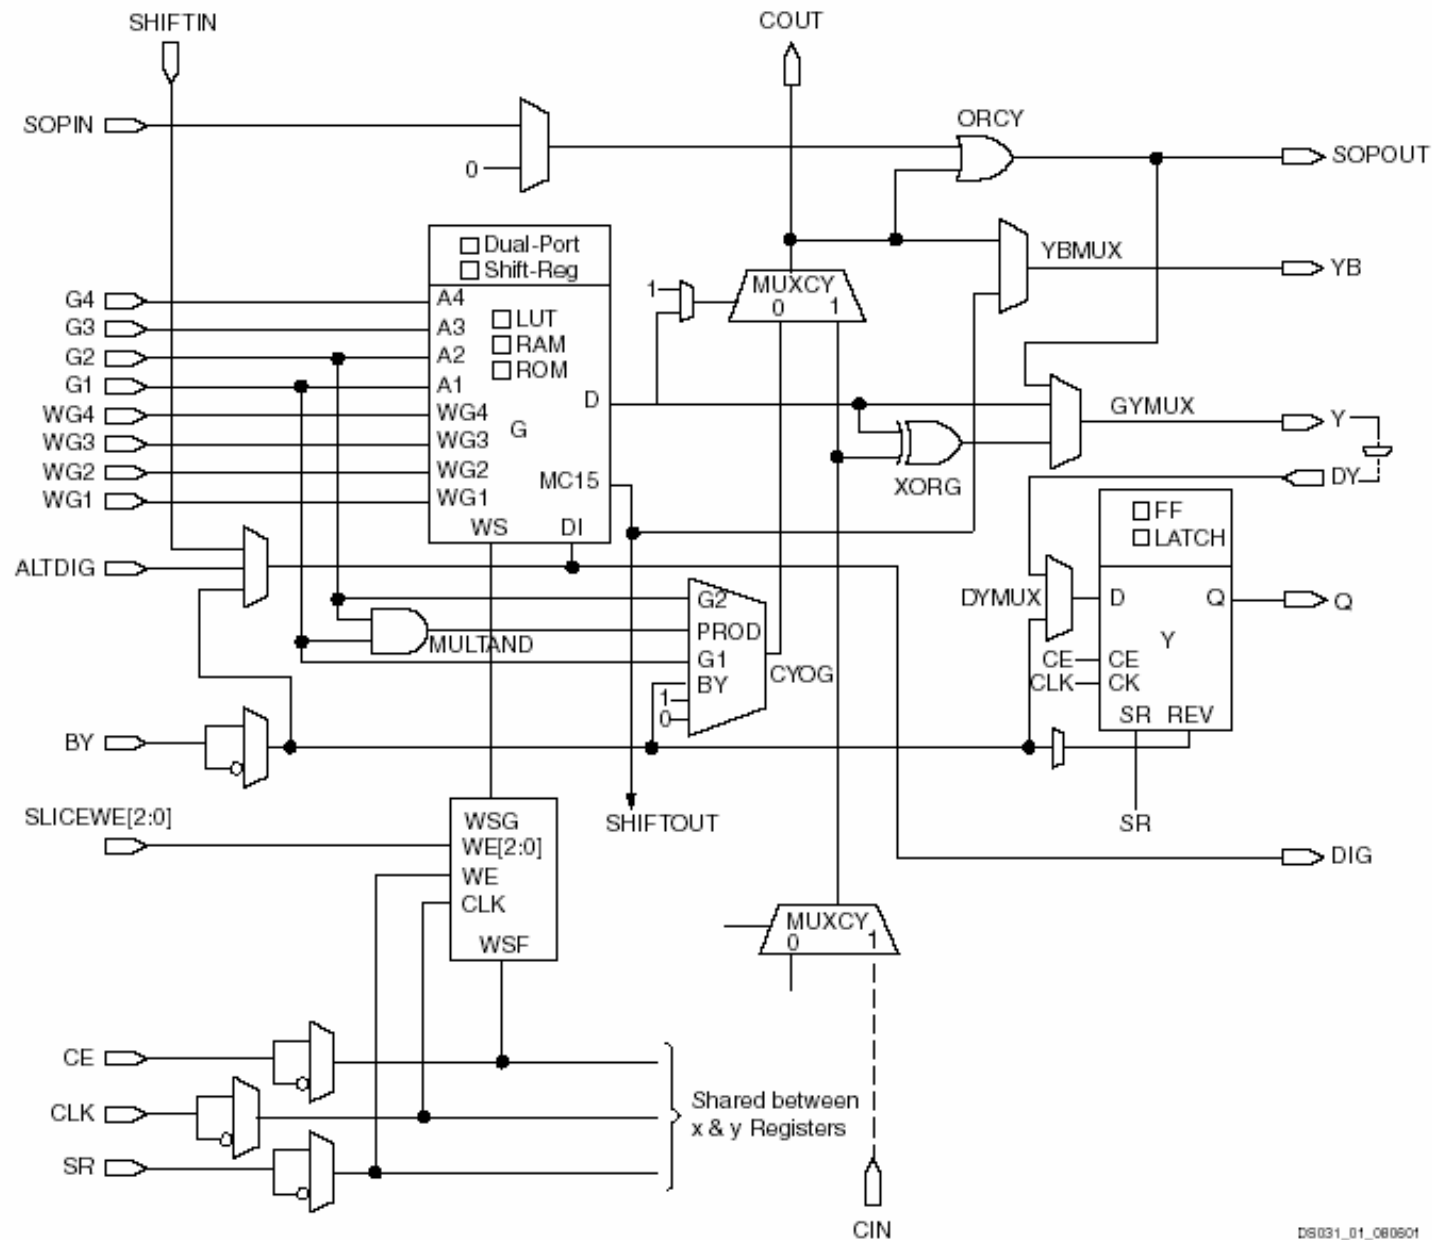 SHIFTIN
COUT
SOPIN
0
ORCY
SOPOUT
Dual-Port
Shift-Reg
YBMUX
YB
G4
G3
G2
G1
WG4
WG3
WG2
WG1
A4
A3
A2
A1
WG4
WG3
WG2
WG1
LUT
RAM
ROM
D
G
MC15
WS
DI
1
MUXCY
0
1
GYMUX
Y
XORG
DY
FF
LATCH
ALTDIG
DYMUX
D
Q
Q
Y
CE
CE
CLK
CK
SR
REV
G2
PROD
G1
BY
1
0
MULTAND
CYOG
BY
SLICEWE[2:0]
WSG
WE[2:0]
WE
CLK
WSF
SHIFTOUT
SR
DIG
MUXCY
0
1
CE
CLK
SR
Shared between
x & y Registers
CIN
DS031_01_080601